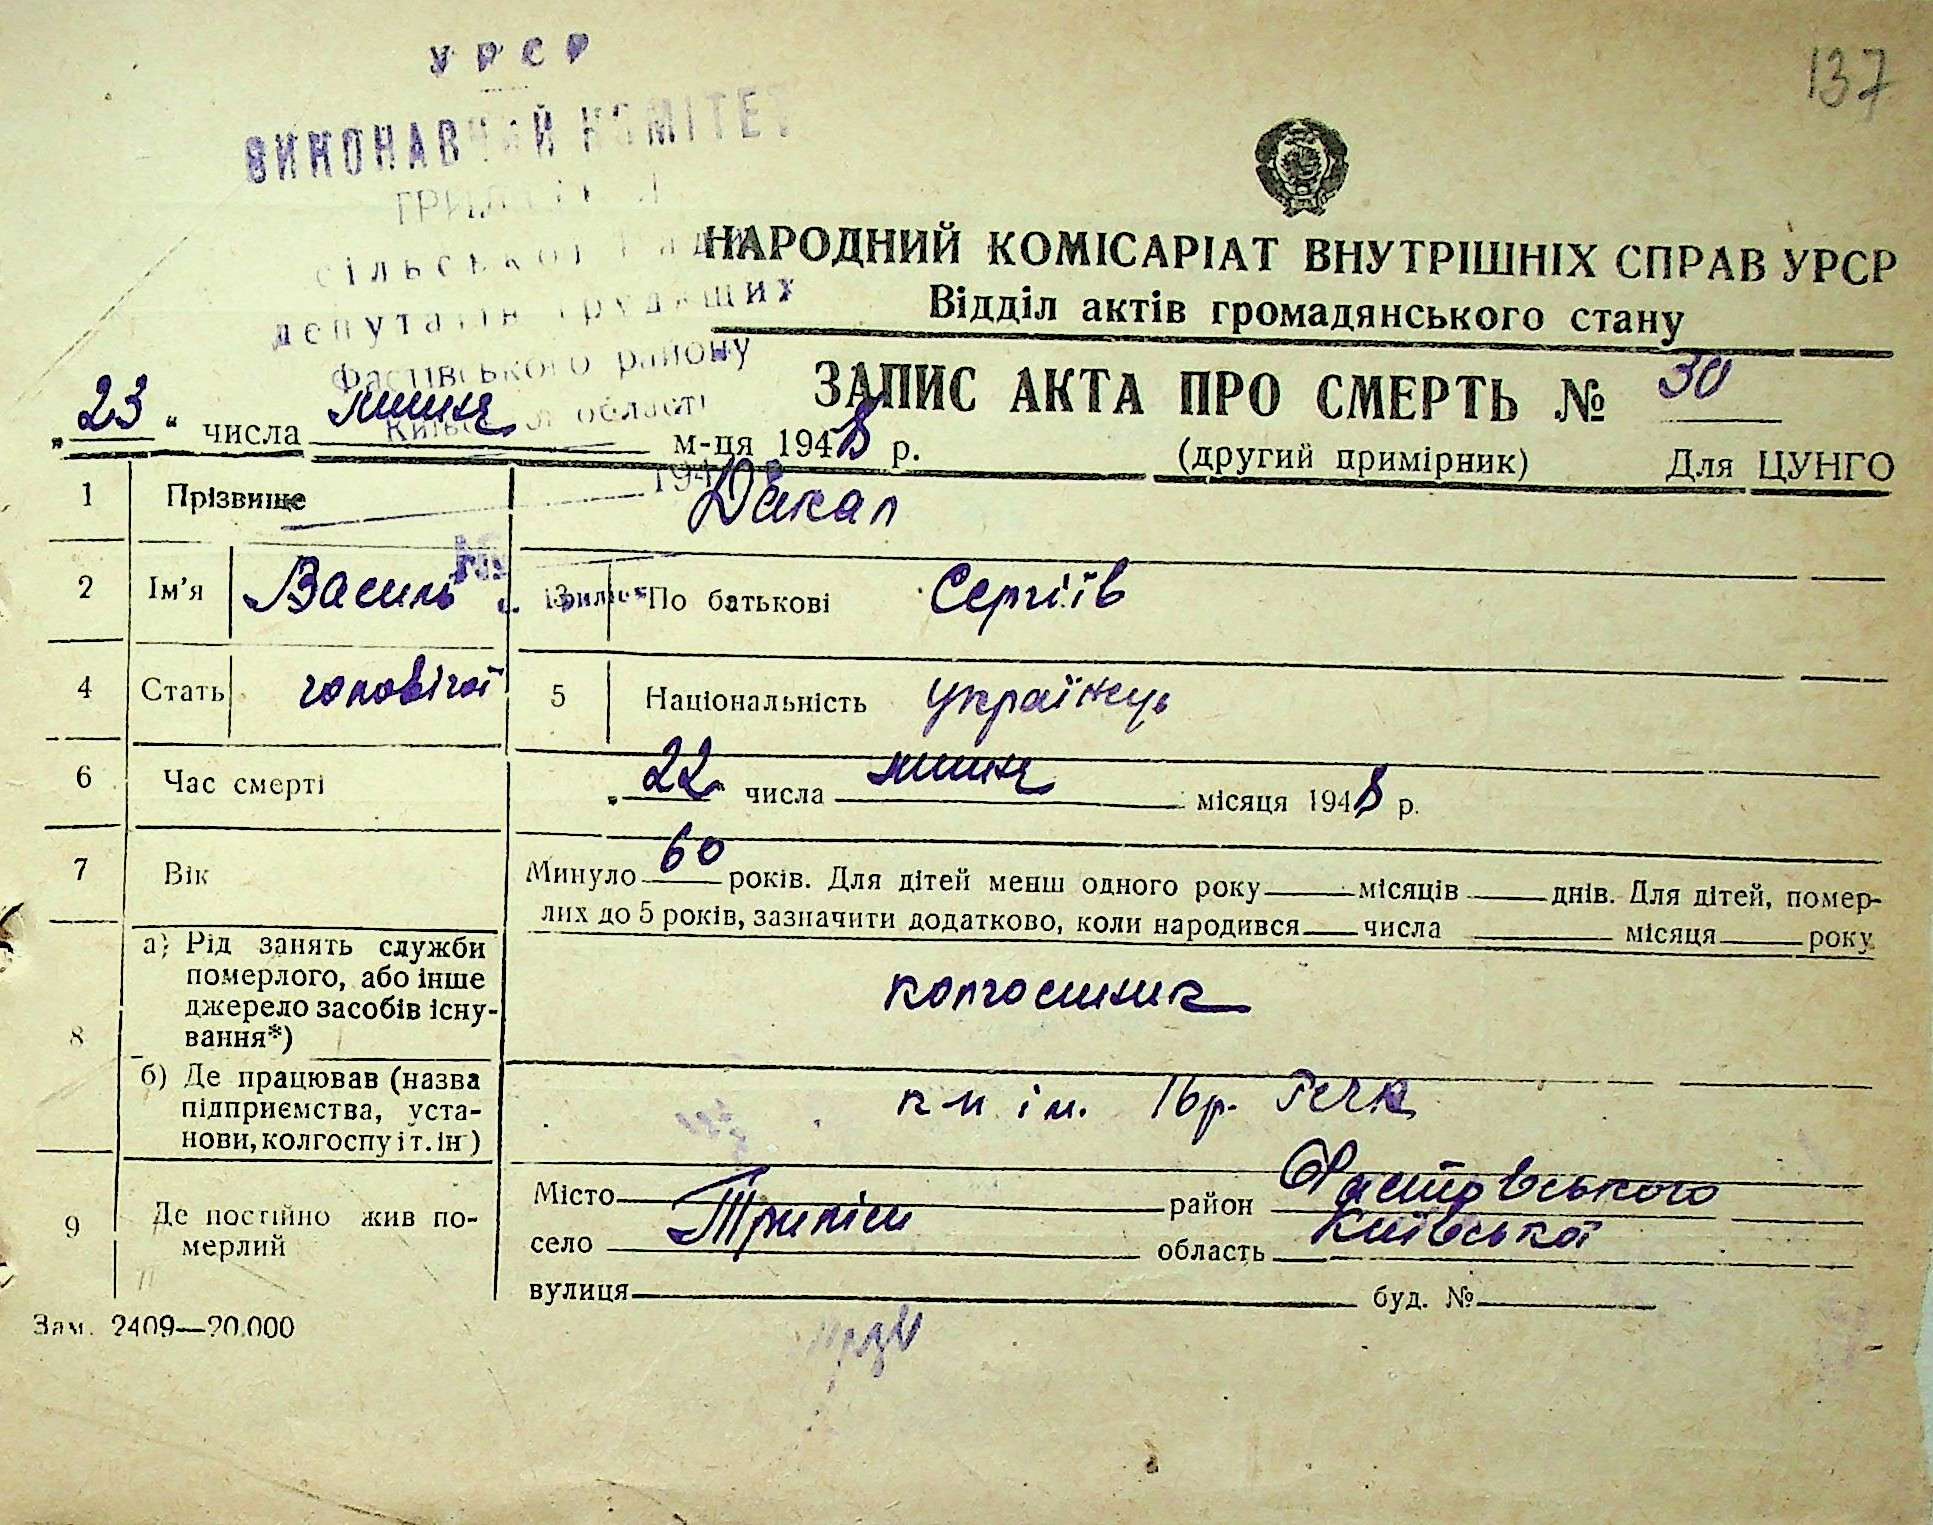 137
УРСР
ВИКОНАВЧИЙ КОМІТЕТ
сільської Ради
депутатів трудящих
Фастівського району
Київської області
194 р.
НАРОДНИЙ КОМІСАРІАТ ВНУТРІШНІХ СПРАВ УРСР
Відділ актів громадянського стану
ЗАПИС АКТА ПРО СМЕРТЬ № 30
„23“ числа липня м-ця 1948 р. (другий примірник) Для ЦУНГО
1 Прізвище Дакал
2 Ім'я Василь 3 По батькові Сергіїв
4 Стать чоловічої 5 Національність українець
6 Час смерті „22 числа липня місяця 1948 р.
7 Вік Минуло 60 років. Для дітей менш одного року місяців днів. Для дітей, помер-
лих до 5 років, зазначити додатково, коли народився числа місяця року
8 а) Рід занять служби
померлого, або інше
джерело засобів існу-
вання*)
колгоспник
б) Де працював (назва
підприємства, уста-
нови, колгоспу і т. ін.)
к-п ім.
9 Де постійно жив по-
мерлий
Місто район Фастовського
село область Київської
вулиця буд. №
Зам. 2409—20.000